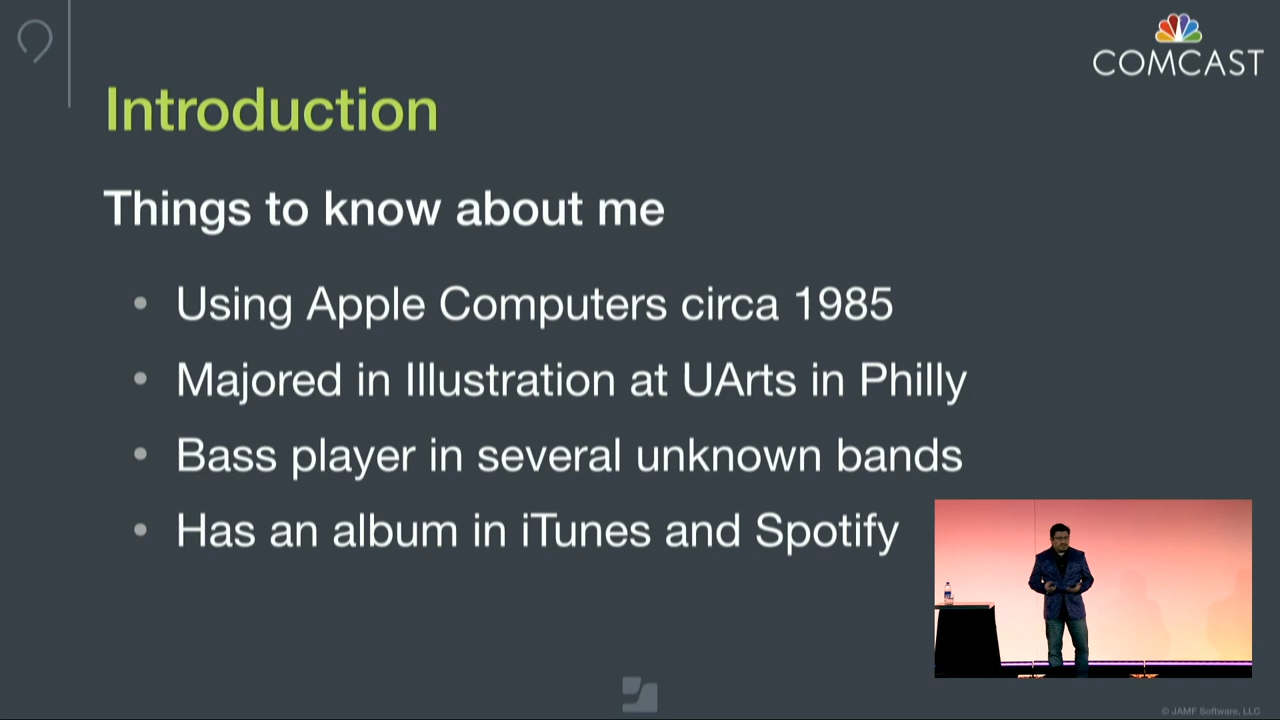 COMCAST
Introduction
Things to know about me
• Using Apple Computers circa 1985
• Majored in Illustration at UArts in Philly
• Bass player in several unknown bands
• Has an album in iTunes and Spotify
© JAMF Software, LLC